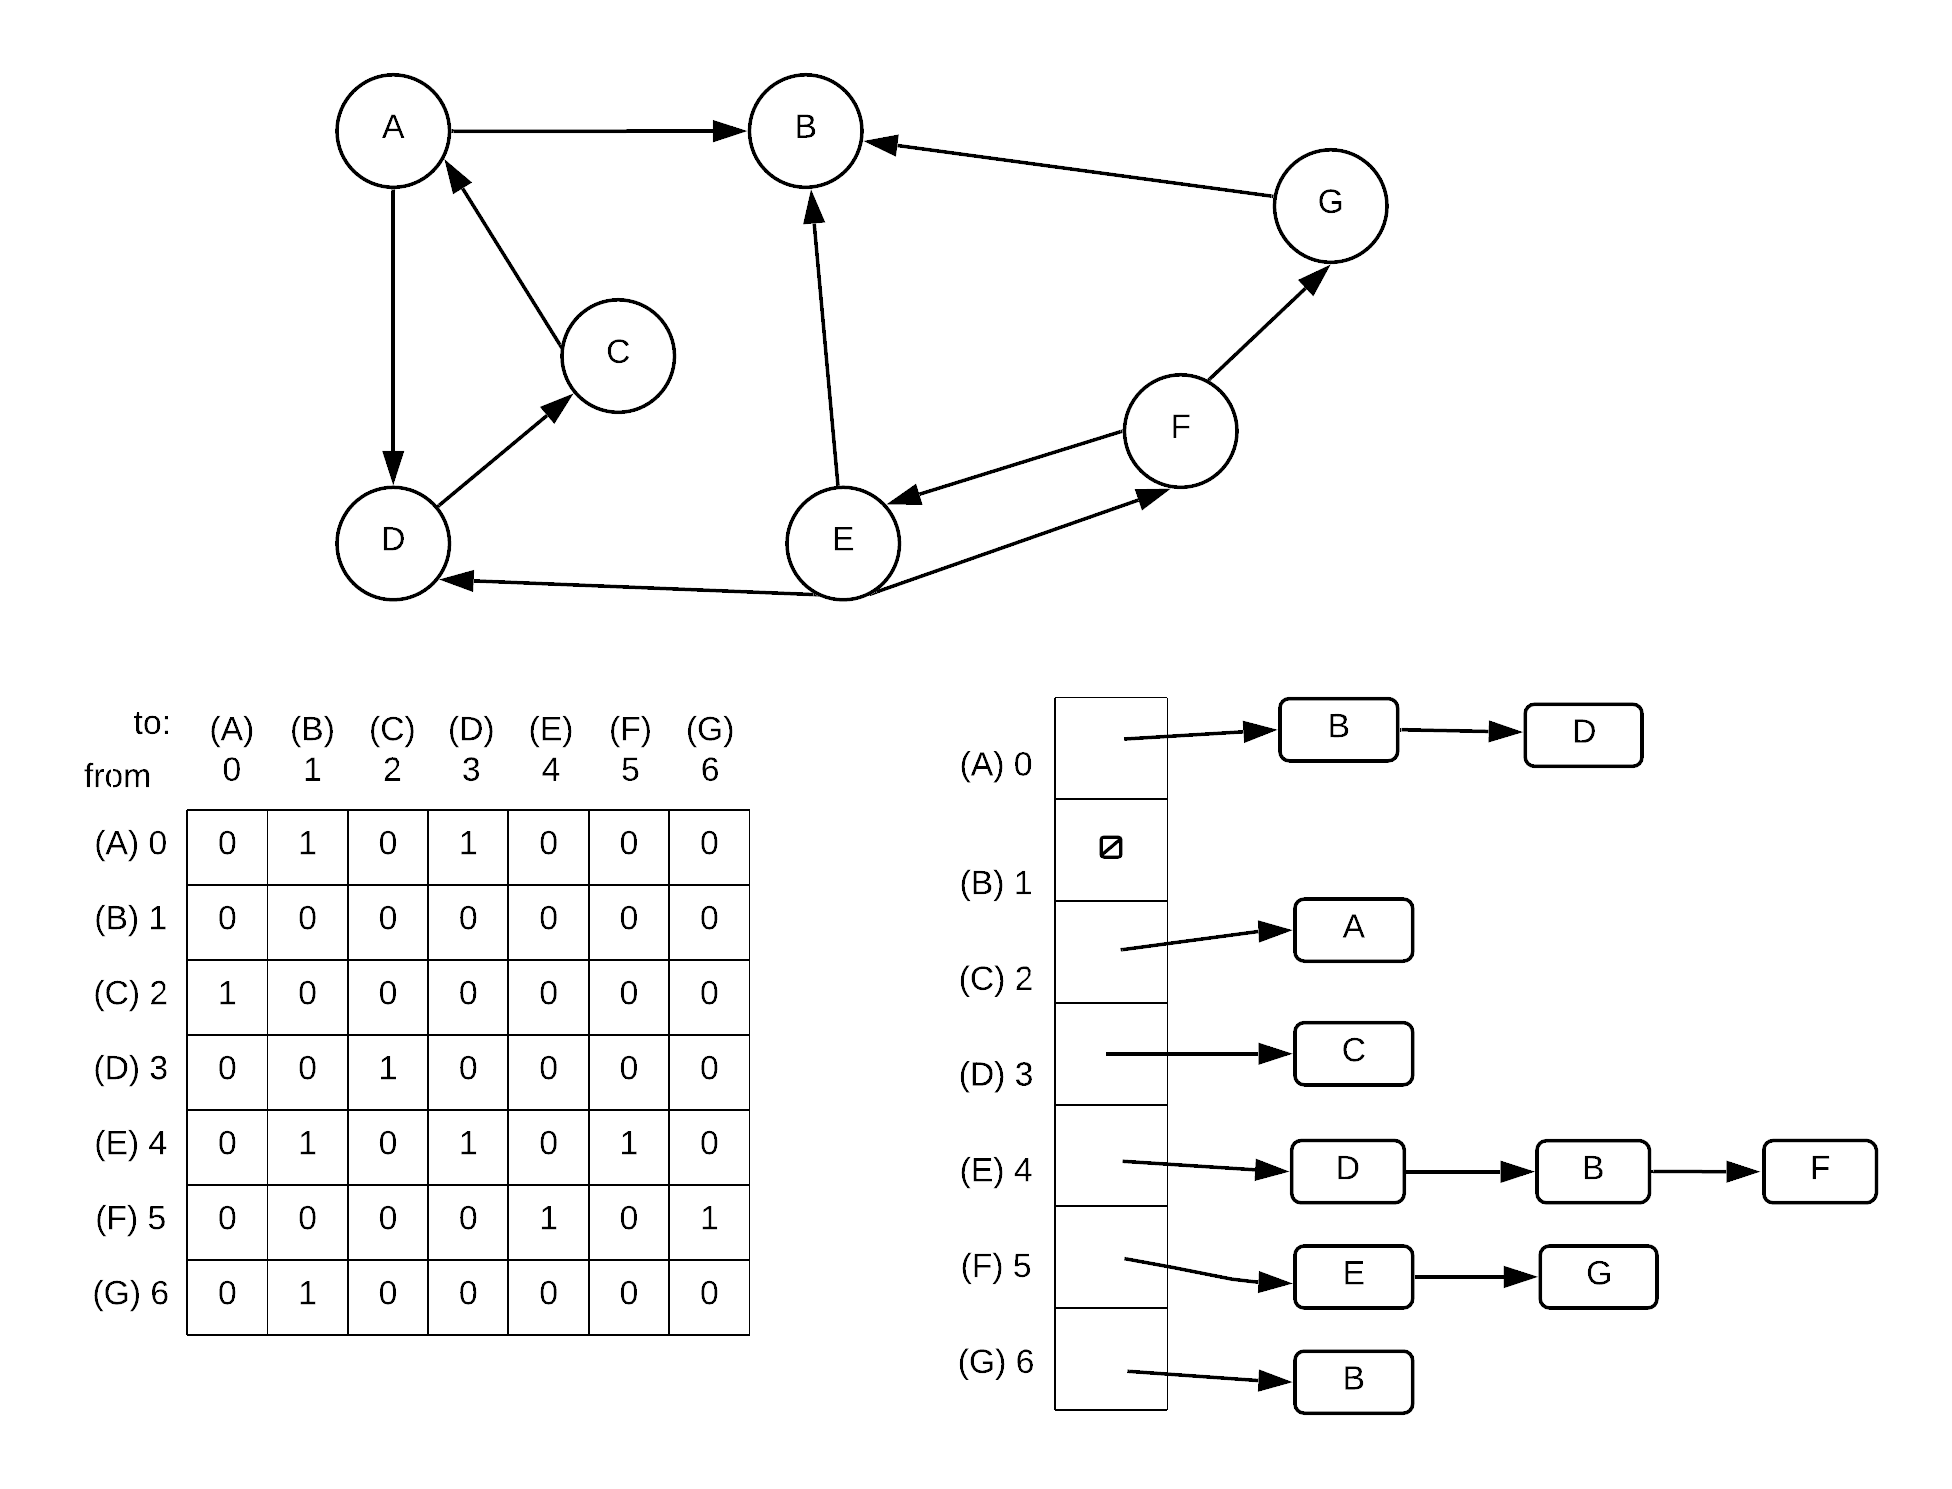 A
B
G
C
F
D
E
to: (A) (B) (C) (D) (E) (F) (G)
from 0 1 2 3 4 5 6
(A) 0 0 1 0 1 0 0 0
(B) 1 0 0 0 0 0 0 0
(C) 2 1 0 0 0 0 0 0
(D) 3 0 0 1 0 0 0 0
(E) 4 0 1 0 1 0 1 0
(F) 5 0 0 0 0 1 0 1
(G) 6 0 1 0 0 0 0 0
(A) 0 B D
(B) 1
(C) 2 A
(D) 3 C
(E) 4 D B F
(F) 5 E G
(G) 6 B